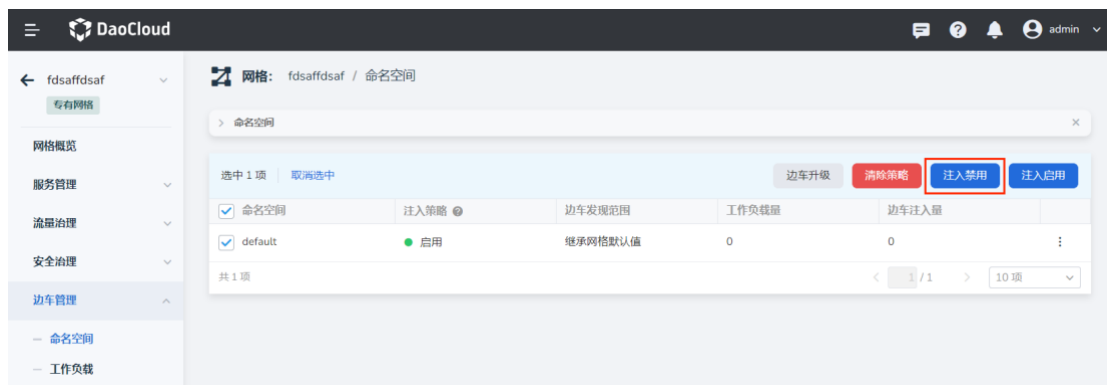 DaoCloud
admin
fdsaffdsaf
专有网格
网格: fdsaffdsaf / 命名空间
命名空间
网格概览
服务管理
流量治理
安全治理
边车管理
命名空间
工作负载
选中 1 项 取消选中 边车升级 清除策略 注入禁用 注入启用
命名空间 注入策略 边车发现范围 工作负载量 边车注入量
default 启用 继承网格默认值 0 0
共 1 项 1 / 1 10 项